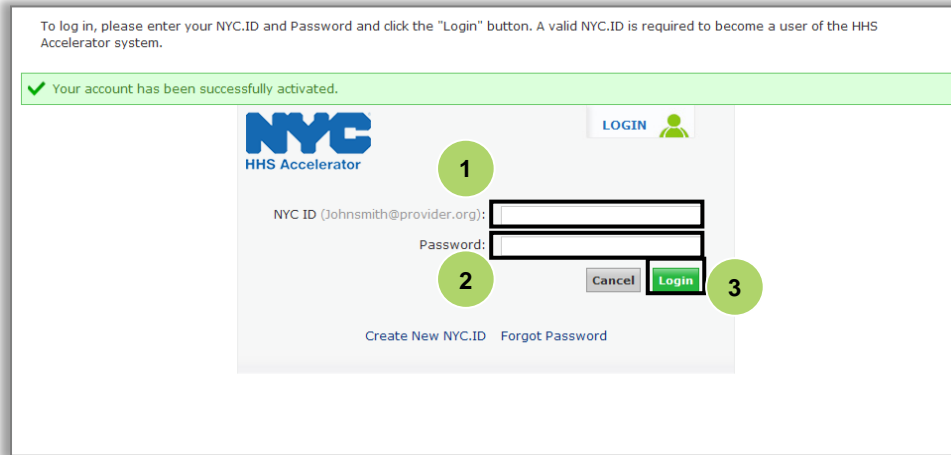 To log in, please enter your NYC.ID and Password and click the "Login" button. A valid NYC.ID is required to become a user of the HHS
Accelerator system.
Your account has been successfully activated.
NYC
HHS Accelerator
LOGIN
1
NYC ID (Johnsmith@provider.org):
Password:
2
Cancel Login
3
Create New NYC.ID Forgot Password